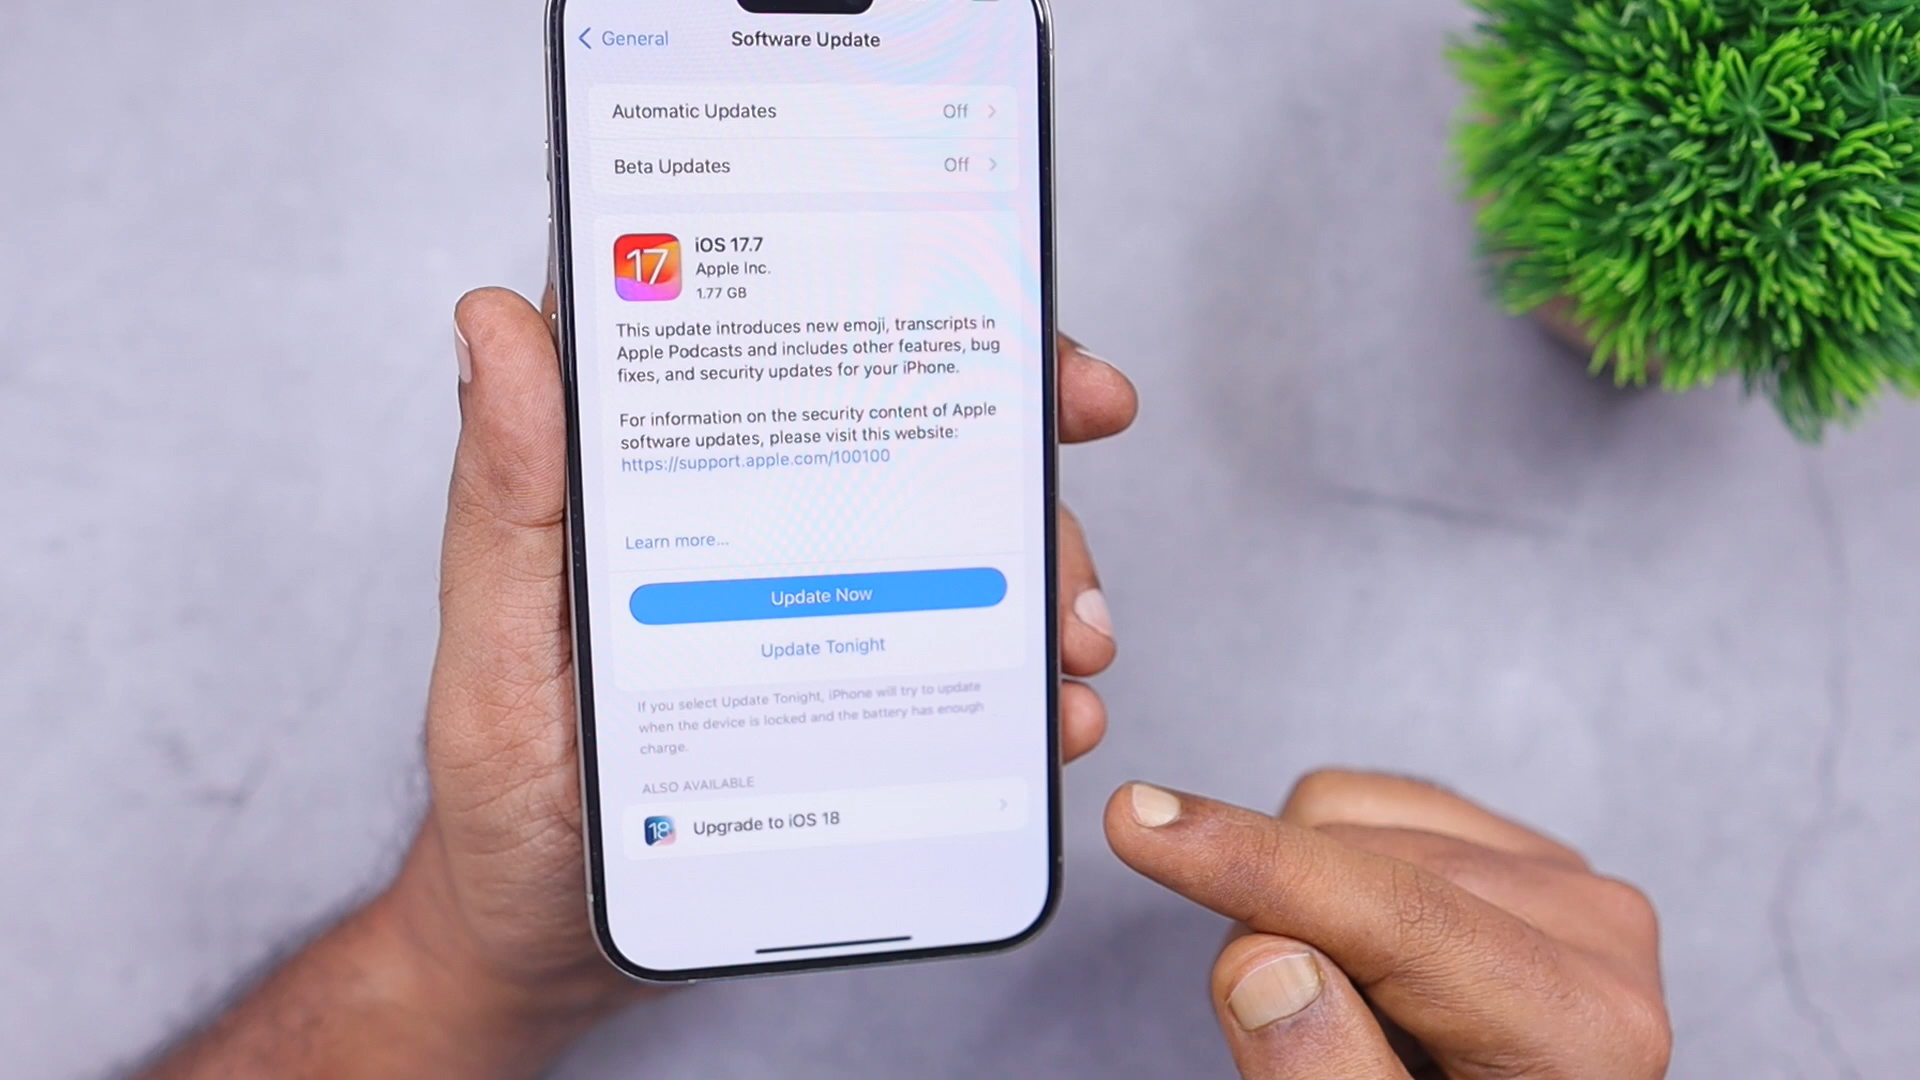 General
Software Update
Automatic Updates Off
Beta Updates Off
17
iOS 17.7
Apple Inc.
1.77 GB
This update introduces new emoji, transcripts in
Apple Podcasts and includes other features, bug
fixes, and security updates for your iPhone.
For information on the security content of Apple
software updates, please visit this website:
https://support.apple.com/100100
Learn more...
Update Now
Update Tonight
If you select Update Tonight, iPhone will try to update
when the device is locked and the battery has enough
charge.
ALSO AVAILABLE
18
Upgrade to iOS 18